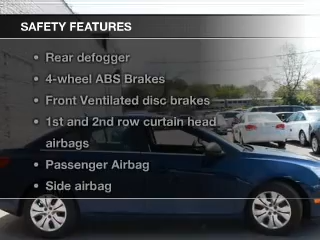 SAFETY FEATURES
• Rear defogger
• 4-wheel ABS Brakes
• Front Ventilated disc brakes
• 1st and 2nd row curtain head
airbags
• Passenger Airbag
• Side airbag